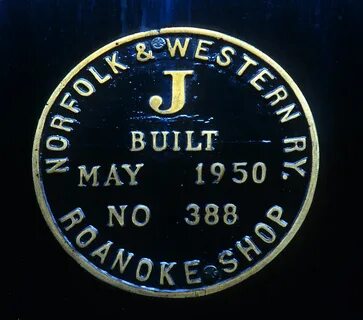 NORFOLK & WESTERN RY.
J
BUILT
MAY 1950
NO 388
ROANOKE SHOP